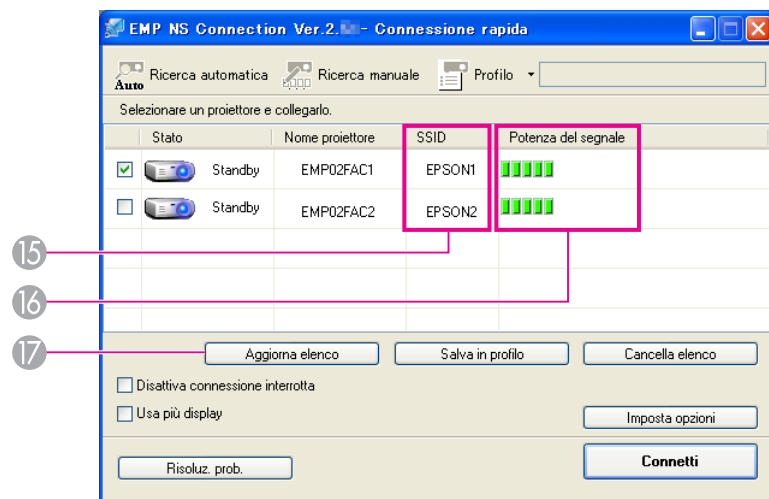 EMP NS Connection Ver.2. - Connessione rapida
Auto Ricerca automatica Ricerca manuale Profilo
Selezionare un proiettore e collegarlo.
Stato Nome proiettore SSID Potenza del segnale
Standby EMP02FAC1 EPSON1
Standby EMP02FAC2 EPSON2
15
16
17 Aggiorna elenco Salva in profilo Cancella elenco
Disattiva connessione interrotta
Usa più display Imposta opzioni
Risoluz. prob. Connetti